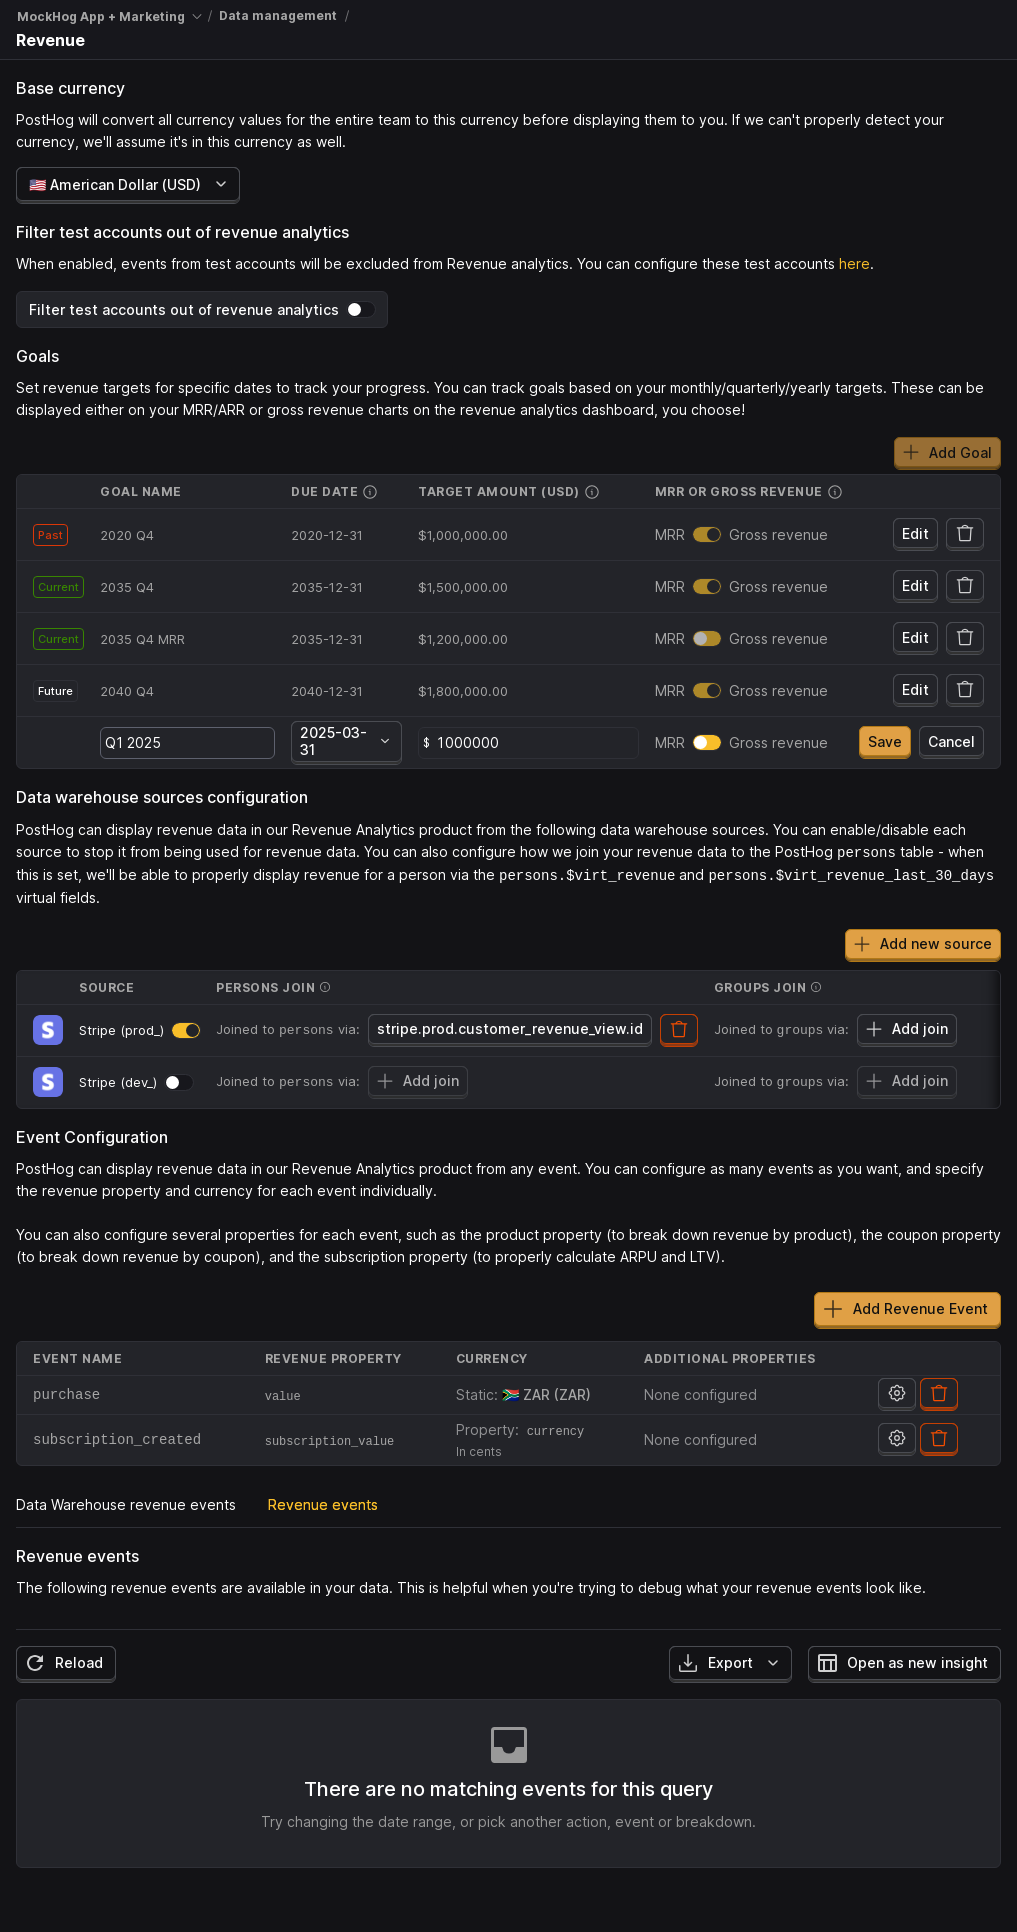 MockHog App + Marketing / Data management /
Revenue
Base currency
PostHog will convert all currency values for the entire team to this currency before displaying them to you. If we can't properly detect your
currency, we'll assume it's in this currency as well.
🇺🇸 American Dollar (USD)
Filter test accounts out of revenue analytics
When enabled, events from test accounts will be excluded from Revenue analytics. You can configure these test accounts here.
Filter test accounts out of revenue analytics
Goals
Set revenue targets for specific dates to track your progress. You can track goals based on your monthly/quarterly/yearly targets. These can be
displayed either on your MRR/ARR or gross revenue charts on the revenue analytics dashboard, you choose!
Add Goal
GOAL NAME DUE DATE TARGET AMOUNT (USD) MRR OR GROSS REVENUE
Past 2020 Q4 2020-12-31 $1,000,000.00 MRR Gross revenue Edit
Current 2035 Q4 2035-12-31 $1,500,000.00 MRR Gross revenue Edit
Current 2035 Q4 MRR 2035-12-31 $1,200,000.00 MRR Gross revenue Edit
Future 2040 Q4 2040-12-31 $1,800,000.00 MRR Gross revenue Edit
Q1 2025 2025-03-31 $ 1000000 MRR Gross revenue Save Cancel
Data warehouse sources configuration
PostHog can display revenue data in our Revenue Analytics product from the following data warehouse sources. You can enable/disable each
source to stop it from being used for revenue data. You can also configure how we join your revenue data to the PostHog persons table - when
this is set, we'll be able to properly display revenue for a person via the persons.$virt_revenue and persons.$virt_revenue_last_30_days
virtual fields.
Add new source
SOURCE PERSONS JOIN GROUPS JOIN
S Stripe (prod_) Joined to persons via: stripe.prod.customer_revenue_view.id Joined to groups via: Add join
S Stripe (dev_) Joined to persons via: Add join Joined to groups via: Add join
Event Configuration
PostHog can display revenue data in our Revenue Analytics product from any event. You can configure as many events as you want, and specify
the revenue property and currency for each event individually.
You can also configure several properties for each event, such as the product property (to break down revenue by product), the coupon property
(to break down revenue by coupon), and the subscription property (to properly calculate ARPU and LTV).
Add Revenue Event
EVENT NAME REVENUE PROPERTY CURRENCY ADDITIONAL PROPERTIES
purchase value Static: 🇿🇦 ZAR (ZAR) None configured
subscription_created subscription_value Property: currency None configured
In cents
Data Warehouse revenue events Revenue events
Revenue events
The following revenue events are available in your data. This is helpful when you're trying to debug what your revenue events look like.
Reload Export Open as new insight
There are no matching events for this query
Try changing the date range, or pick another action, event or breakdown.